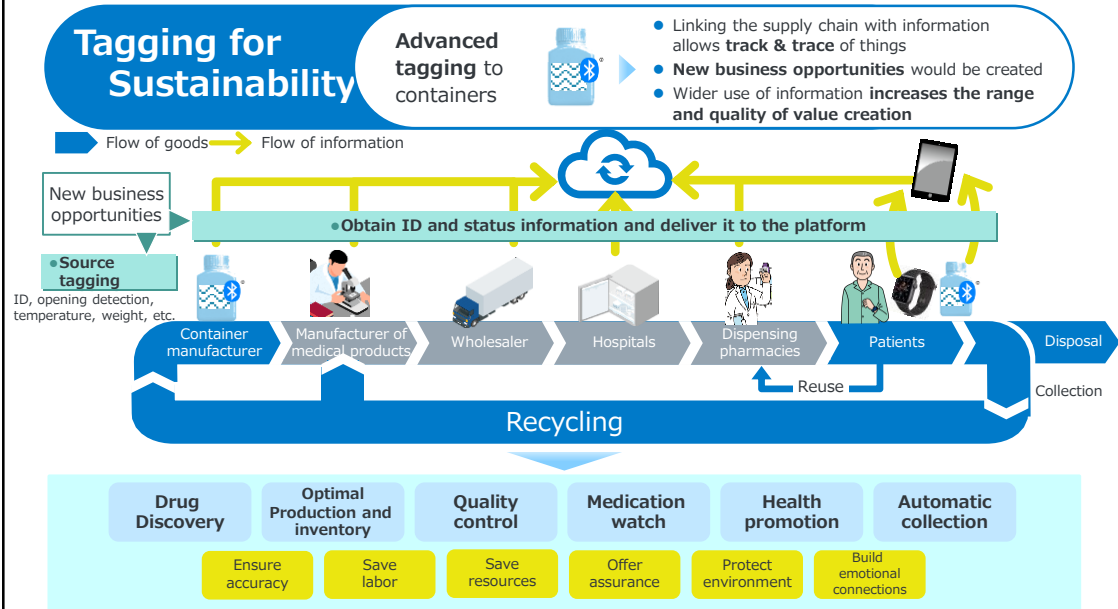 Tagging for
Sustainability
Advanced
tagging to
containers
®
● Linking the supply chain with information
allows track & trace of things
● New business opportunities would be created
● Wider use of information increases the range
and quality of value creation
Flow of goods
Flow of information
New business
opportunities
●Obtain ID and status information and deliver it to the platform
●Source
tagging
ID, opening detection,
temperature, weight, etc.
Container
manufacturer
Manufacturer of
medical products
Wholesaler
Hospitals
Dispensing
pharmacies
Patients
Disposal
Reuse
Collection
Recycling
Drug
Discovery
Optimal
Production and
inventory
Quality
control
Medication
watch
Health
promotion
Automatic
collection
Ensure
accuracy
Save
labor
Save
resources
Offer
assurance
Protect
environment
Build
emotional
connections